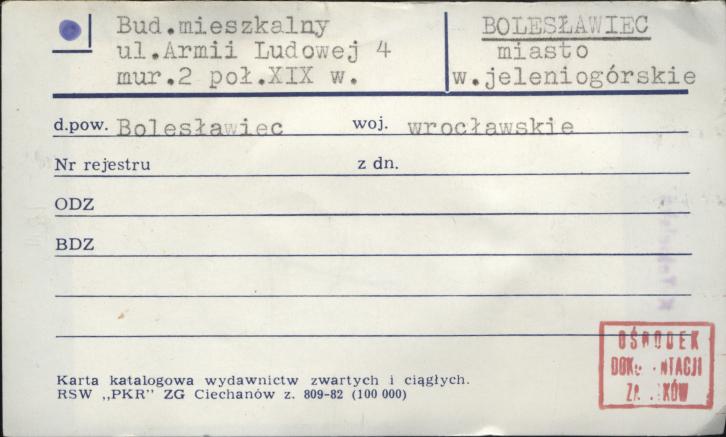 Bud.mieszkalny
ul.Armii Ludowej 4
mur.2 poł.XIX w.
BOLESŁAWIEC
miasto
w.jeleniogórskie
d.pow. Bolesławiec woj. wrocławskie
Nr rejestru z dn.
ODZ
BDZ
OŚRODEK
Karta katalogowa wydawnictw zwartych i ciągłych.
RSW „PKR" ZG Ciechanów z. 809-82 (100 000)